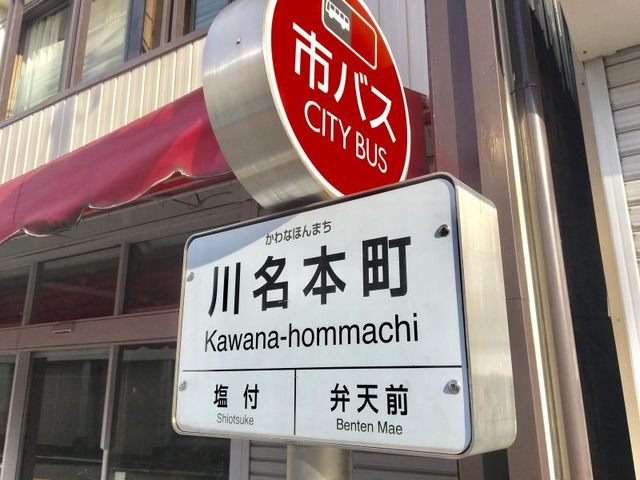 市バス
CITY BUS
かわなほんまち
川名本町
Kawana-hommachi
塩付
Shiotsuke
弁天前
Benten Mae